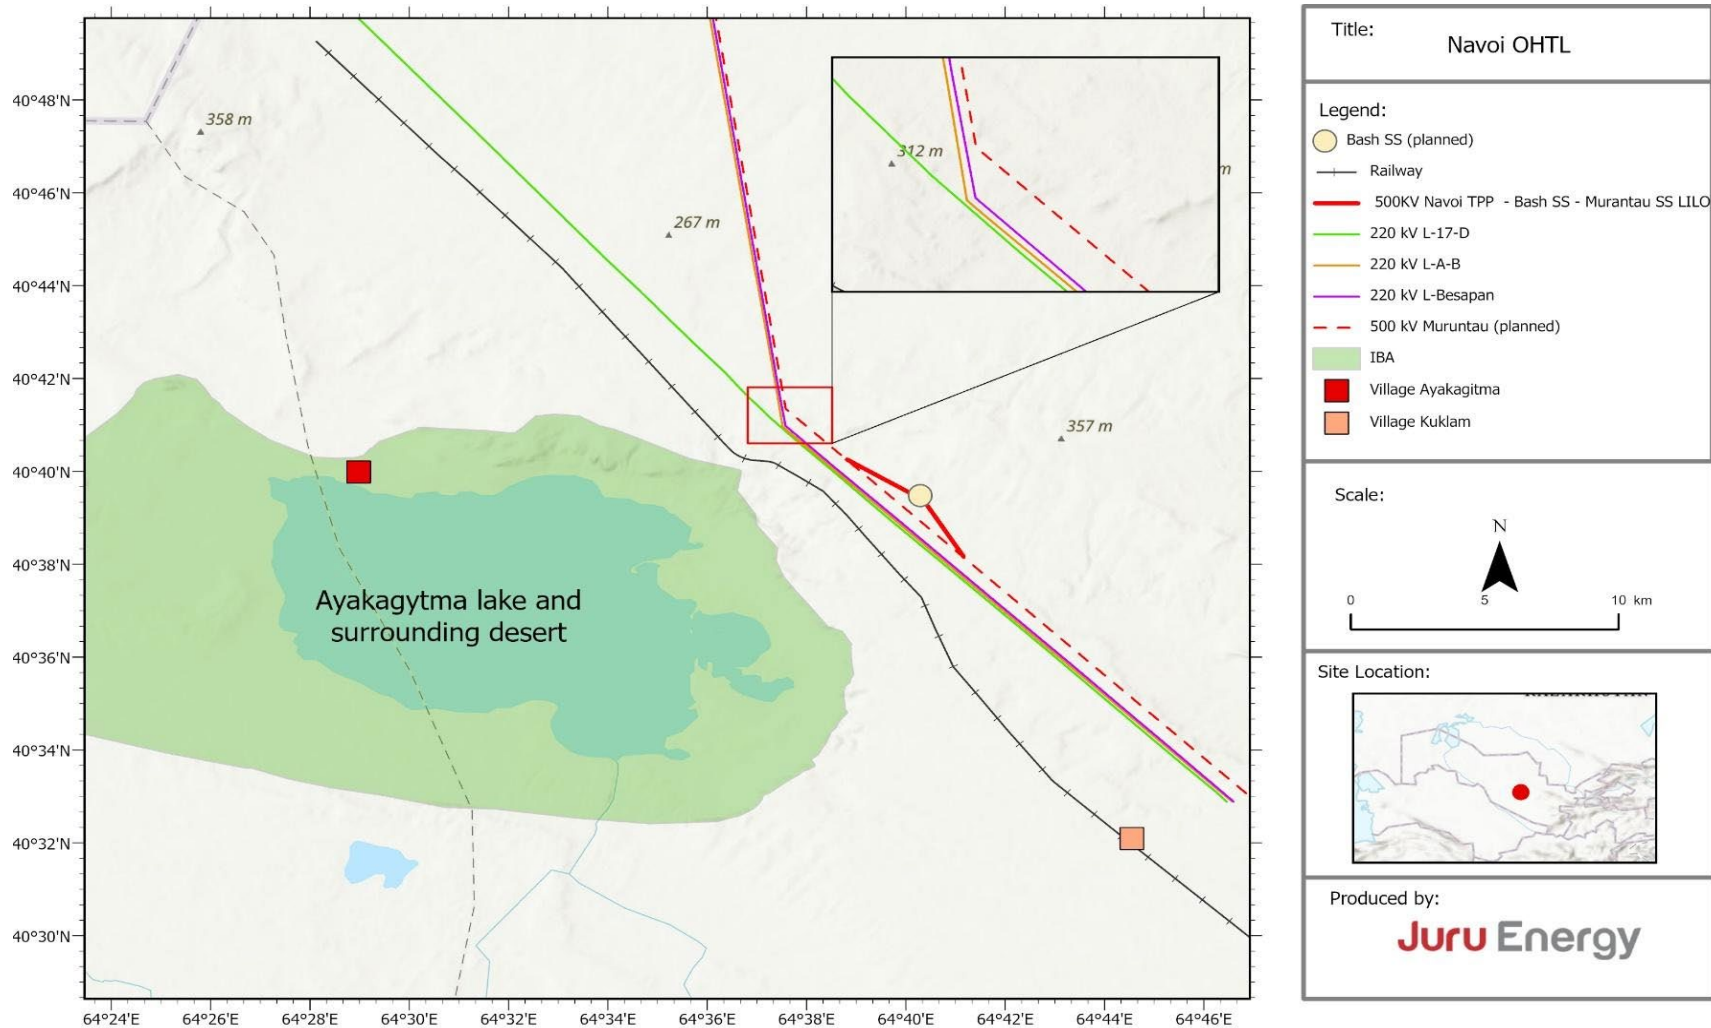 40°48'N
40°46'N
40°44'N
40°42'N
40°40'N
40°38'N
40°36'N
40°34'N
40°32'N
40°30'N
358 m
267 m
312 m
m
357 m
Ayakagytma lake and
surrounding desert
64°24'E
64°26'E
64°28'E
64°30'E
64°32'E
64°34'E
64°36'E
64°38'E
64°40'E
64°42'E
64°44'E
64°46'E
Title:
Navoi OHTL
Legend:
Bash SS (planned)
Railway
500KV Navoi TPP - Bash SS - Murantau SS LILO
220 kV L-17-D
220 kV L-A-B
220 kV L-Besapan
500 kV Muruntau (planned)
IBA
Village Ayakagitma
Village Kuklam
Scale:
N
0 5 10 km
Site Location:
Produced by:
Juru Energy